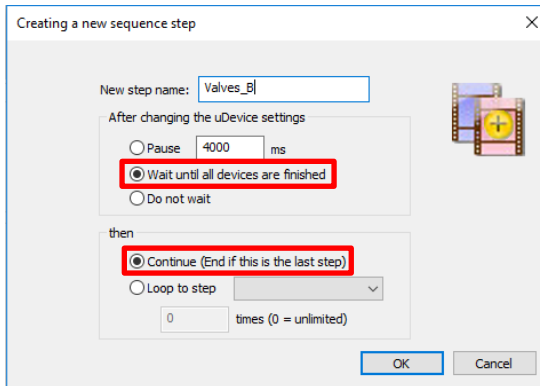 Creating a new sequence step
New step name: Valves_B
After changing the uDevice settings
Pause 4000 ms
Wait until all devices are finished
Do not wait
then
Continue (End if this is the last step)
Loop to step
0 times (0 = unlimited)
OK Cancel